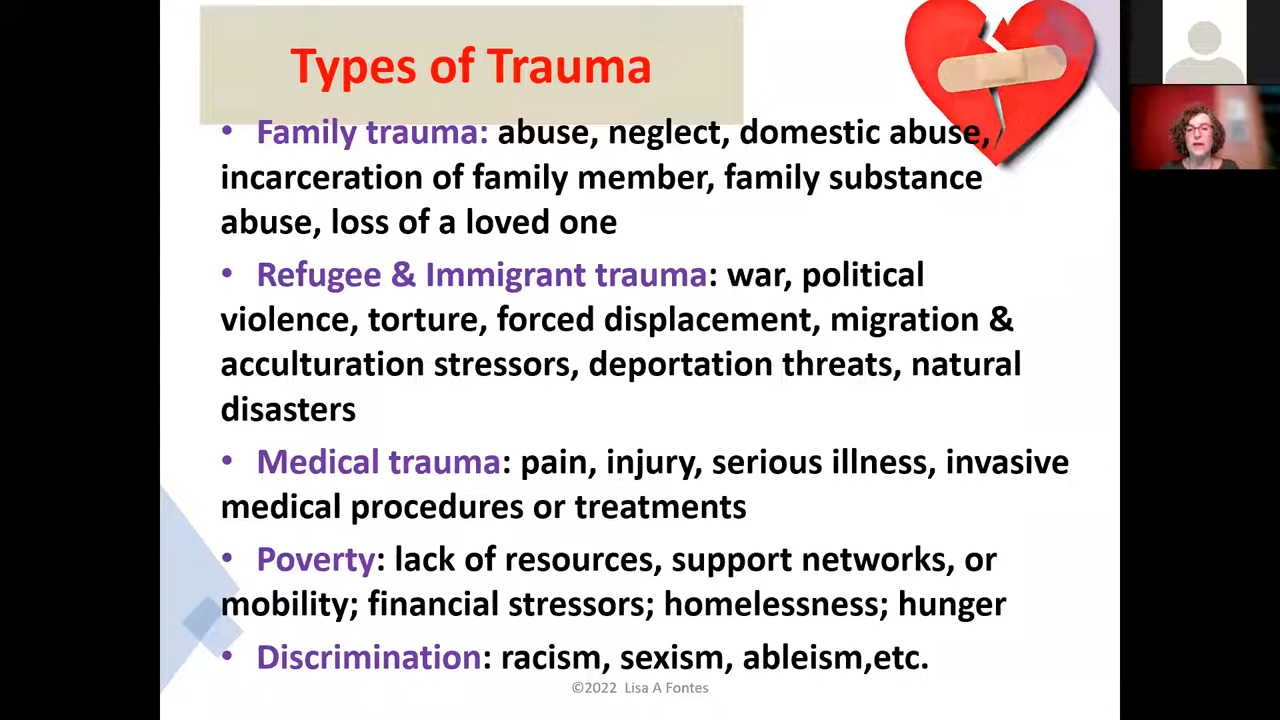 Types of Trauma
• Family trauma: abuse, neglect, domestic abuse,
incarceration of family member, family substance
abuse, loss of a loved one
• Refugee & Immigrant trauma: war, political
violence, torture, forced displacement, migration &
acculturation stressors, deportation threats, natural
disasters
• Medical trauma: pain, injury, serious illness, invasive
medical procedures or treatments
• Poverty: lack of resources, support networks, or
mobility; financial stressors; homelessness; hunger
• Discrimination: racism, sexism, ableism,etc.
©2022 Lisa A Fontes